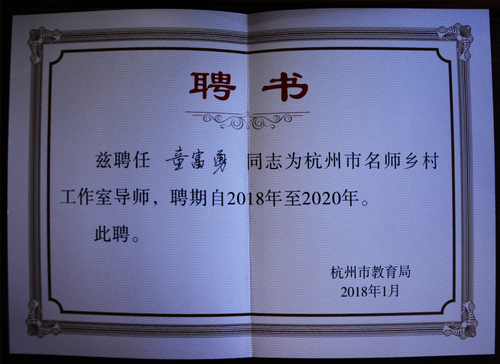 聘书
兹聘任 童富勇 同志为杭州市名师乡村
工作室导师，聘期自2018年至2020年。
此聘。
杭州市教育局
2018年1月